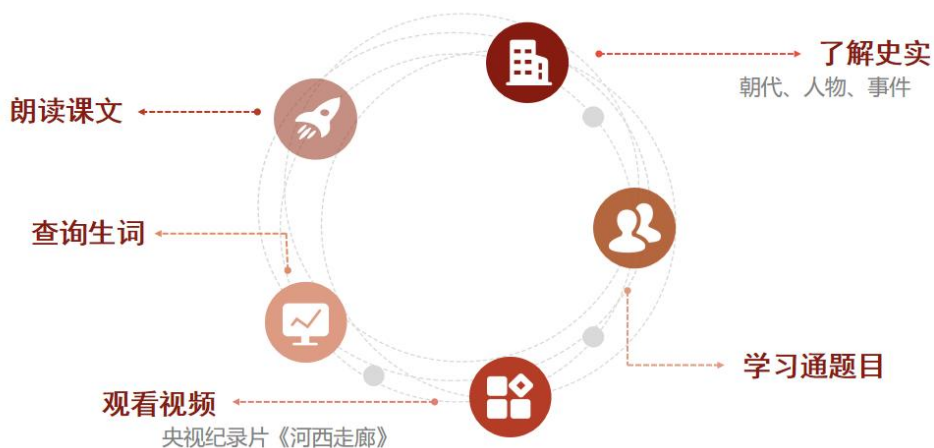 了解史实
朝代、人物、事件
朗读课文
查询生词
学习通题目
观看视频
央视纪录片《河西走廊》